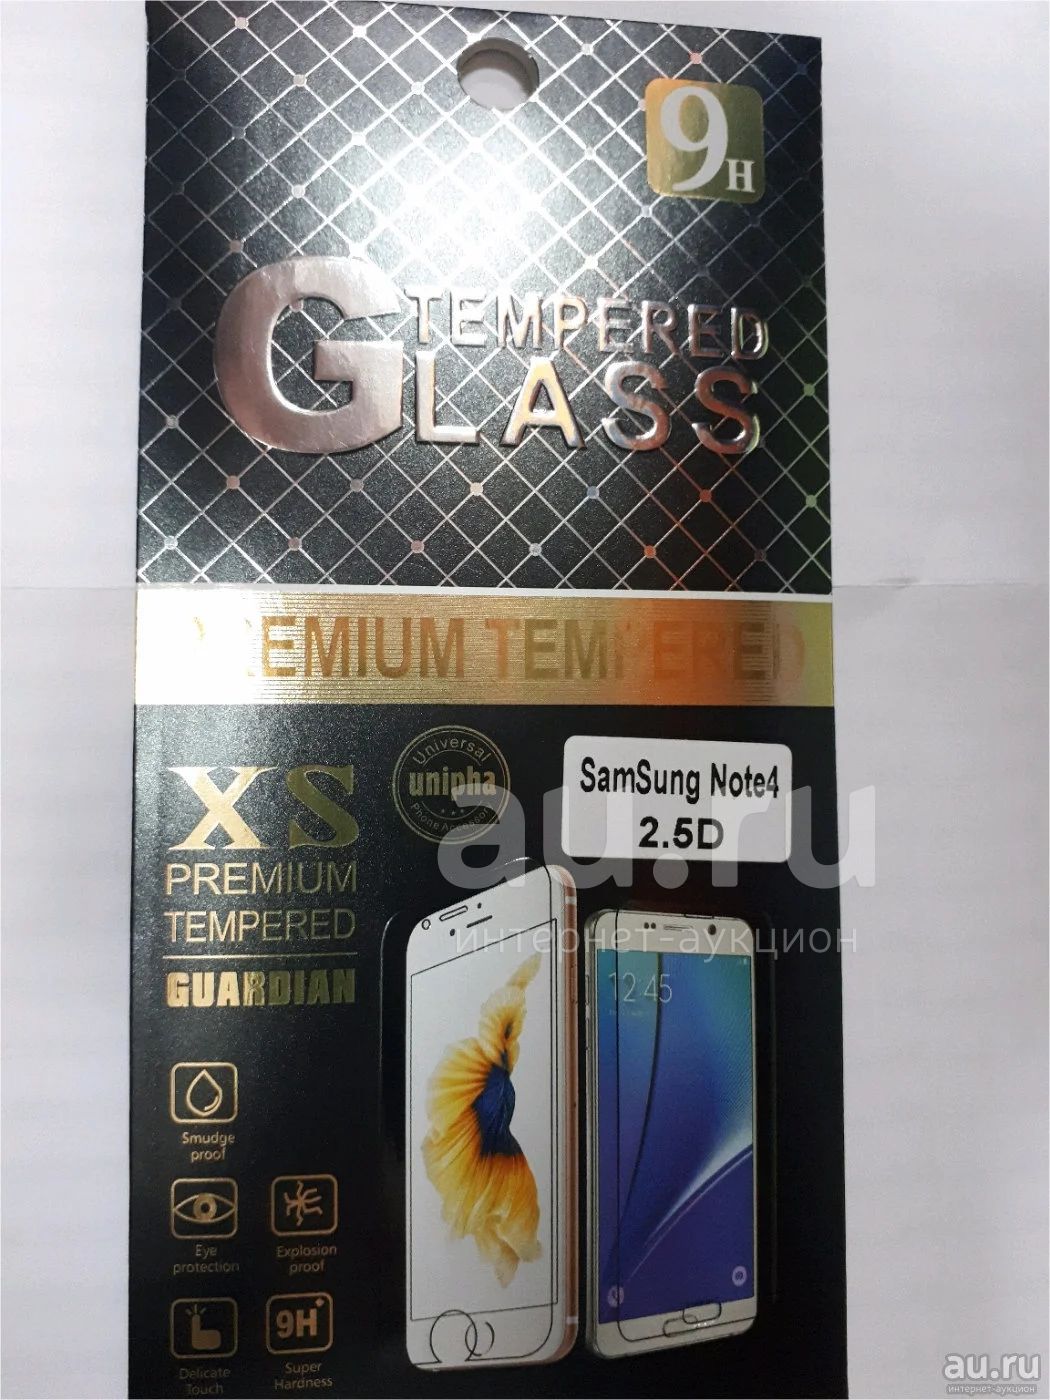 9H
TEMPERED
GLASS
PREMIUM TEMPERED
XS
PREMIUM
TEMPERED
GUARDIAN
Universal
unipha
SamSung Note4
2.5D
au.ru
интернет-аукцион
12:45
Smudge
proof
Eye
protection
Explosion
proof
Delicate
Touch
9H
Super
Hardness
au.ru
интернет-аукцион